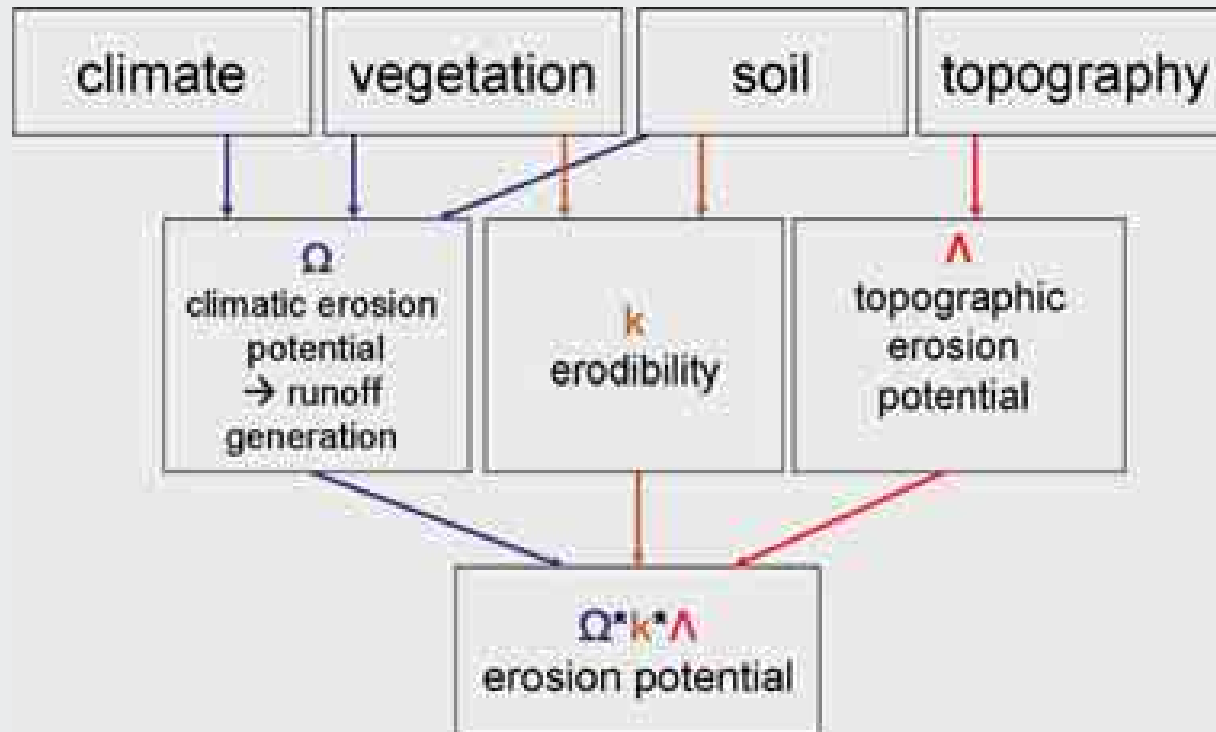 climate
vegetation
soil
topography
Ω
climatic erosion
potential
→ runoff
generation
k
erodibility
Λ
topographic
erosion
potential
Ω*k*Λ
erosion potential